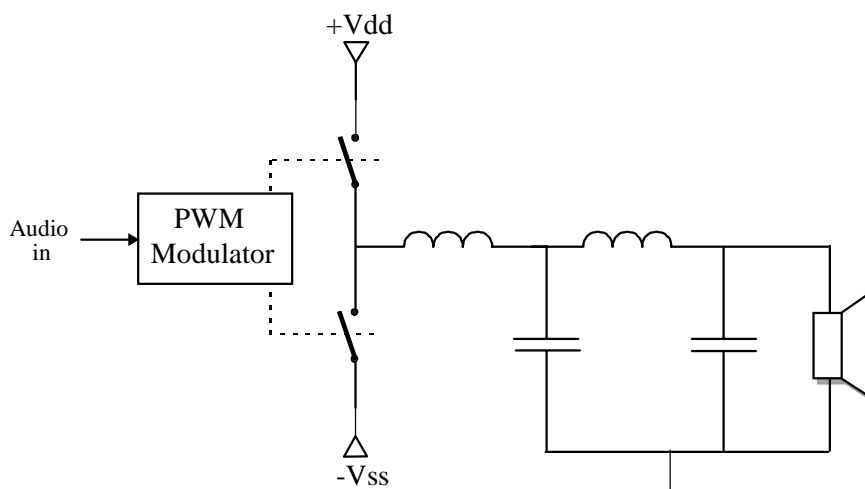 +Vdd
Audio
in
PWM
Modulator
-Vss